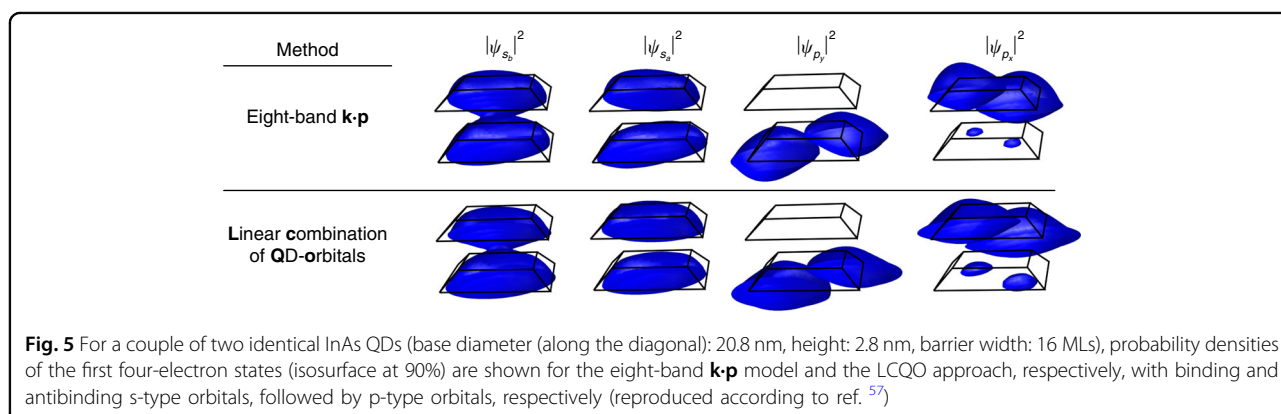 Method |ψ_{s_b}|² |ψ_{s_a}|² |ψ_{p_y}|² |ψ_{p_x}|²
Eight-band k·p
Linear combination
of QD-orbitals
Fig. 5 For a couple of two identical InAs QDs (base diameter (along the diagonal): 20.8 nm, height: 2.8 nm, barrier width: 16 MLs), probability densities
of the first four-electron states (isosurface at 90%) are shown for the eight-band k·p model and the LCQO approach, respectively, with binding and
antibinding s-type orbitals, followed by p-type orbitals, respectively (reproduced according to ref. 57)